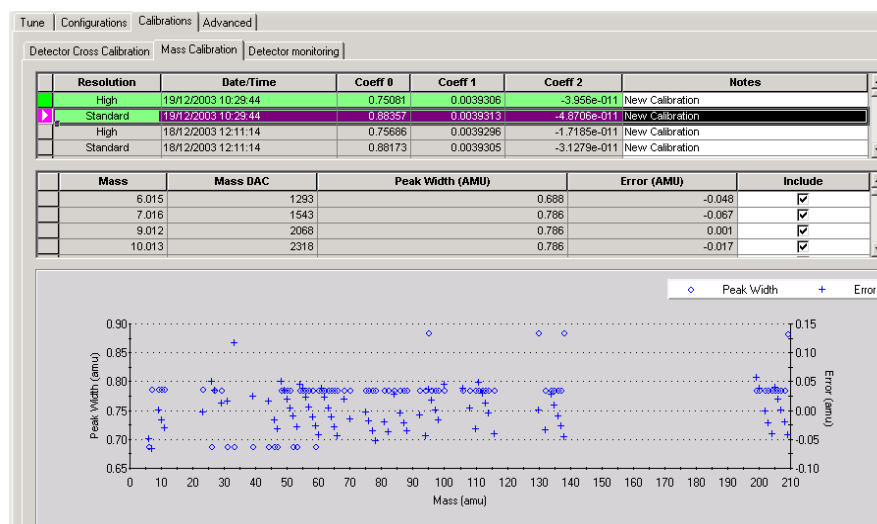 Tune Configurations Calibrations Advanced
Detector Cross Calibration Mass Calibration Detector monitoring
Resolution Date/Time Coeff 0 Coeff 1 Coeff 2 Notes
High 19/12/2003 10:29:44 0.75081 0.0039306 -3.956e-011 New Calibration
Standard 19/12/2003 10:29:44 0.88357 0.0039313 -4.8706e-011 New Calibration
High 18/12/2003 12:11:14 0.75686 0.0039296 -1.7185e-011 New Calibration
Standard 18/12/2003 12:11:14 0.88173 0.0039305 -3.1279e-011 New Calibration
Mass Mass DAC Peak Width (AMU) Error (AMU) Include
6.015 1293 0.688 -0.048
7.016 1543 0.786 -0.067
9.012 2068 0.786 0.001
10.013 2318 0.786 -0.017
Peak Width Error
0.90 0.15
0.85 0.10
0.80 0.05
0.75 0.00
0.70 -0.05
0.65 -0.10
Peak Width (amu)
Error (amu)
0 10 20 30 40 50 60 70 80 90 100 110 120 130 140 150 160 170 180 190 200 210
Mass (amu)